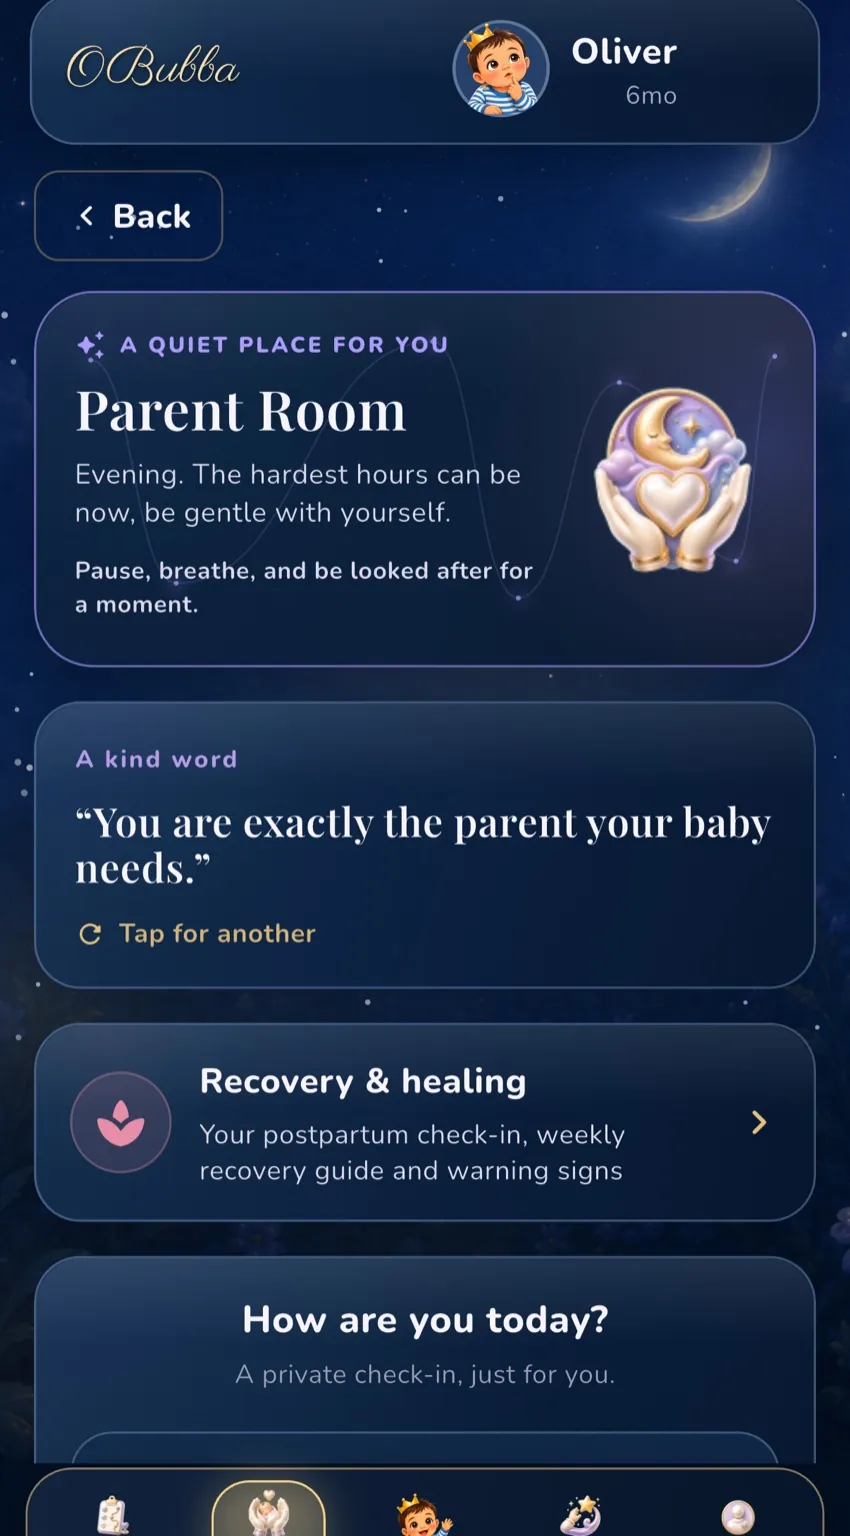 OBubba
Oliver
6mo
Back
A QUIET PLACE FOR YOU
Parent Room
Evening. The hardest hours can be
now, be gentle with yourself.
Pause, breathe, and be looked after for
a moment.
A kind word
“You are exactly the parent your baby
needs.”
Tap for another
Recovery & healing
Your postpartum check-in, weekly
recovery guide and warning signs
How are you today?
A private check-in, just for you.